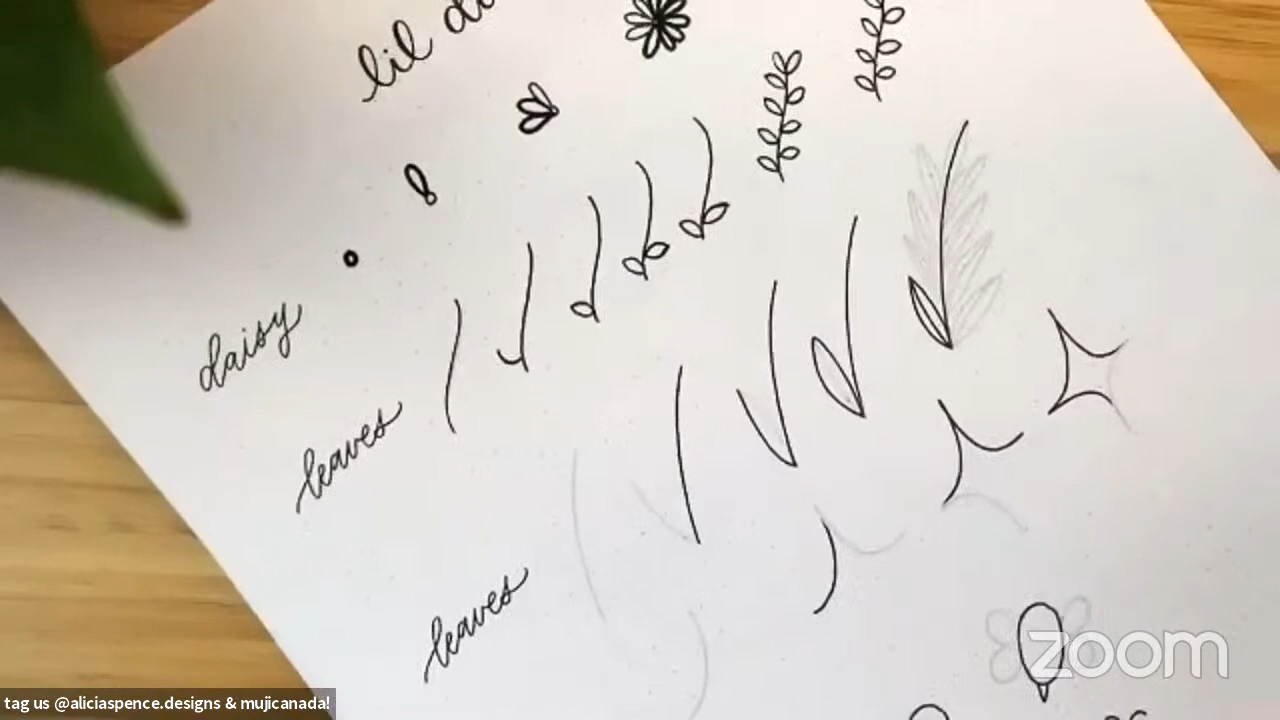 lil
daisy
leaves
leaves
zoom
tag us @aliciaspence.designs & mujicanada!